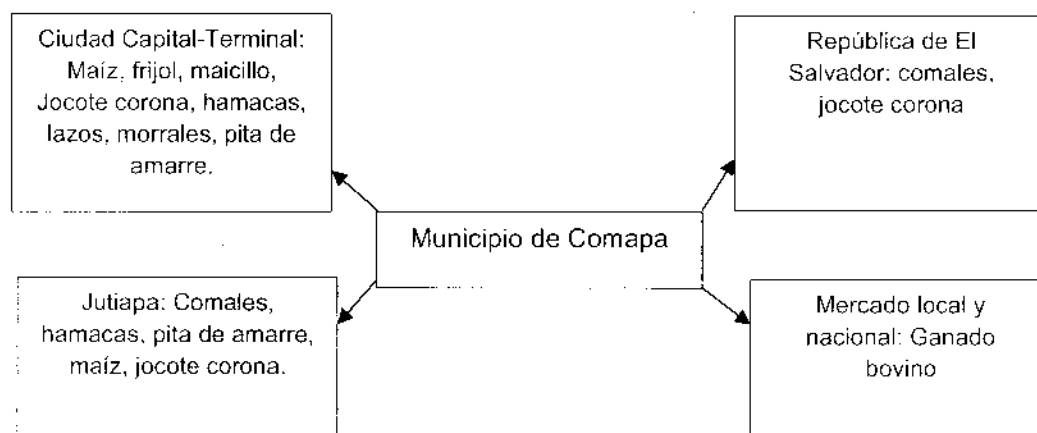 Ciudad Capital-Terminal:
Maíz, frijol, maicillo,
Jocote corona, hamacas,
lazos, morrales, pita de
amarre.
República de El
Salvador: comales,
jocote corona
Municipio de Comapa
Jutiapa: Comales,
hamacas, pita de amarre,
maíz, jocote corona.
Mercado local y
nacional: Ganado
bovino